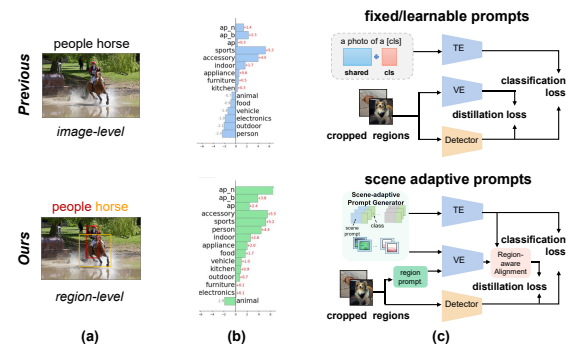 Previous
people horse
image-level
ap_n
ap_b
ap
sports
accessory
indoor
appliance
furniture
kitchen
animal
food
vehicle
electronics
outdoor
person
fixed/learnable prompts
a photo of a [cls]
shared
cls
TE
VE
Detector
cropped regions
classification
loss
distillation loss
Ours
people horse
region-level
ap_n
ap_b
ap
accessory
sports
person
indoor
appliance
food
vehicle
kitchen
outdoor
furniture
electronics
animal
scene adaptive prompts
Scene-adaptive
Prompt Generator
scene
prompt
class
TE
VE
Region-
aware
Alignment
region
prompt
Detector
cropped regions
classification
loss
distillation loss
(a)
(b)
(c)